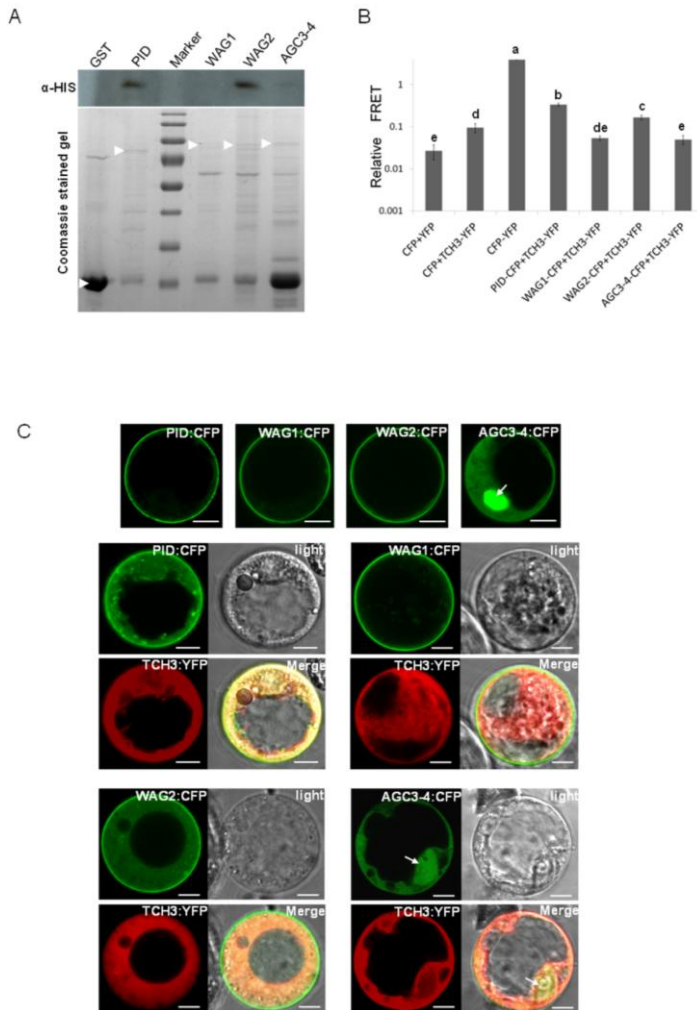 A
GST
PID
Marker
WAG1
WAG2
AGC3-4
α-HIS
Coomassie stained gel
B
Relative FRET
1
0.1
0.01
0.001
e
d
a
b
de
c
e
CFP+YFP
CFP+TCH3-YFP
CFP-YFP
PID-CFP+TCH3-YFP
WAG1-CFP+TCH3-YFP
WAG2-CFP+TCH3-YFP
AGC3-4-CFP+TCH3-YFP
C
PID:CFP
WAG1:CFP
WAG2:CFP
AGC3-4:CFP
PID:CFP
light
WAG1:CFP
light
TCH3:YFP
Merge
TCH3:YFP
Merge
WAG2:CFP
light
AGC3-4:CFP
light
TCH3:YFP
Merge
TCH3:YFP
Merge